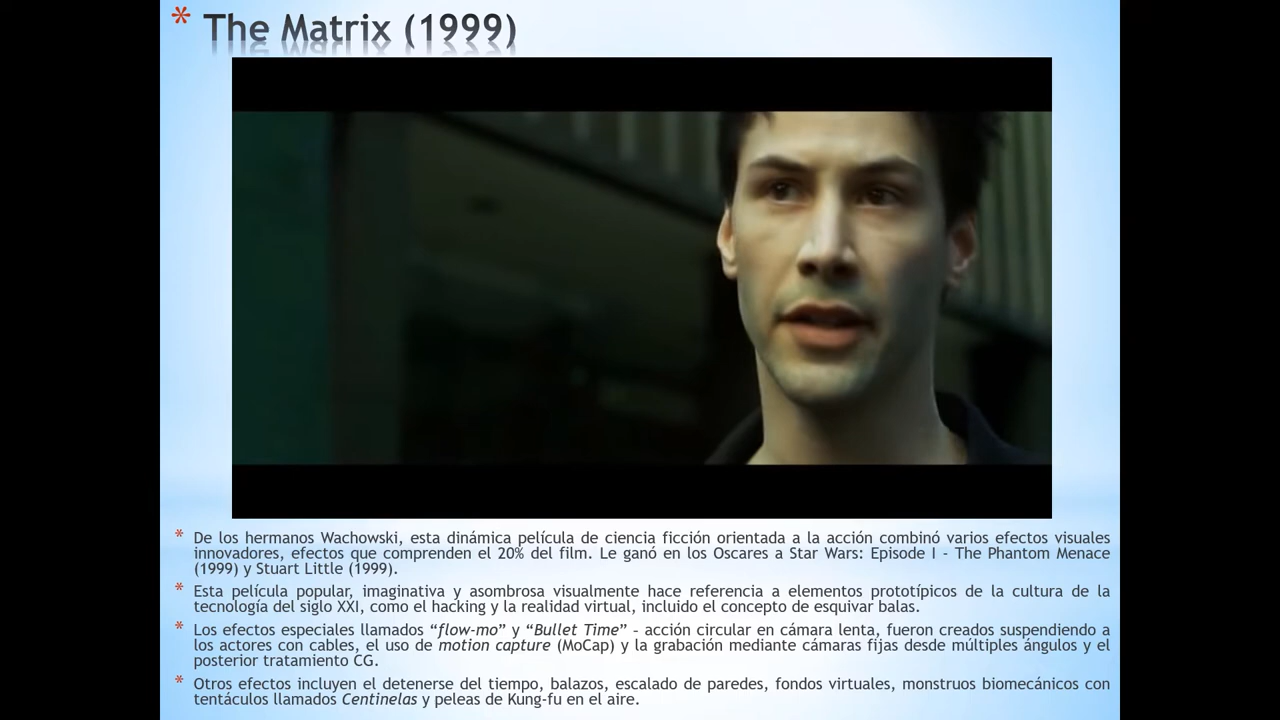 * The Matrix (1999)
* De los hermanos Wachowski, esta dinámica película de ciencia ficción orientada a la acción combinó varios efectos visuales
innovadores, efectos que comprenden el 20% del film. Le ganó en los Oscares a Star Wars: Episode I - The Phantom Menace
(1999) y Stuart Little (1999).
* Esta película popular, imaginativa y asombrosa visualmente hace referencia a elementos prototípicos de la cultura de la
tecnología del siglo XXI, como el hacking y la realidad virtual, incluido el concepto de esquivar balas.
* Los efectos especiales llamados “flow-mo” y “Bullet Time” – acción circular en cámara lenta, fueron creados suspendiendo a
los actores con cables, el uso de motion capture (MoCap) y la grabación mediante cámaras fijas desde múltiples ángulos y el
posterior tratamiento CG.
* Otros efectos incluyen el detenerse del tiempo, balazos, escalado de paredes, fondos virtuales, monstruos biomecánicos con
tentáculos llamados Centinelas y peleas de Kung-fu en el aire.